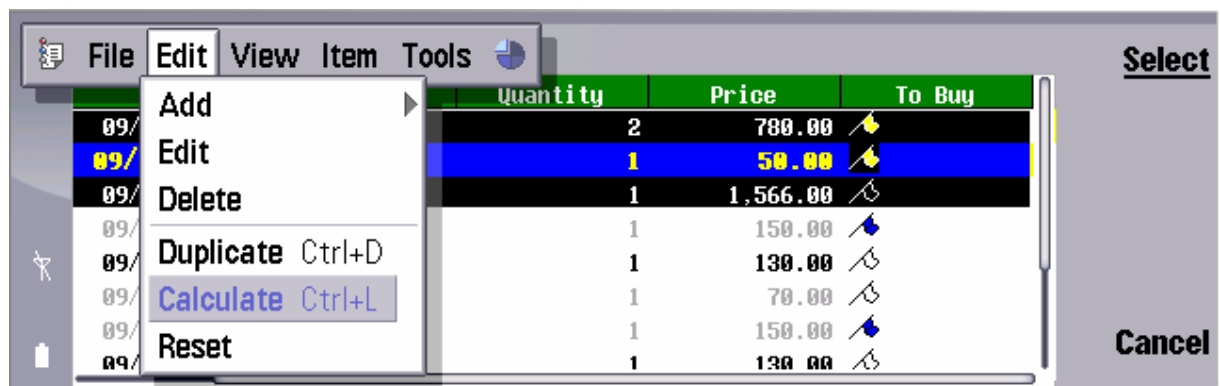 File Edit View Item Tools
Select
Quantity Price To Buy
Add
Edit
Delete
Duplicate Ctrl+D
Calculate Ctrl+L
Reset
09/ 2 780.00
09/ 1 50.00
09/ 1 1,566.00
09/ 1 150.00
09/ 1 130.00
09/ 1 70.00
09/ 1 150.00
09/ 1 130 00
Cancel